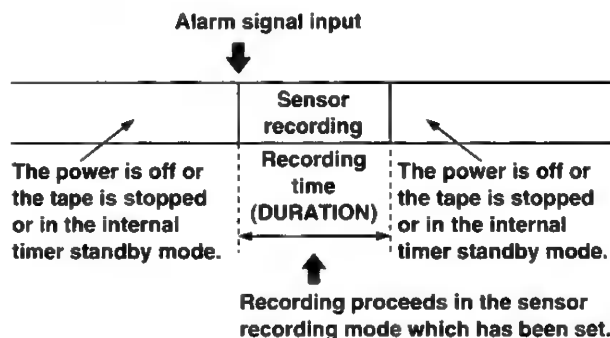 Alarm signal input
Sensor
recording
The power is off or
the tape is stopped
or in the internal
timer standby mode.
Recording
time
(DURATION)
The power is off or
the tape is stopped
or in the internal
timer standby mode.
Recording proceeds in the sensor
recording mode which has been set.